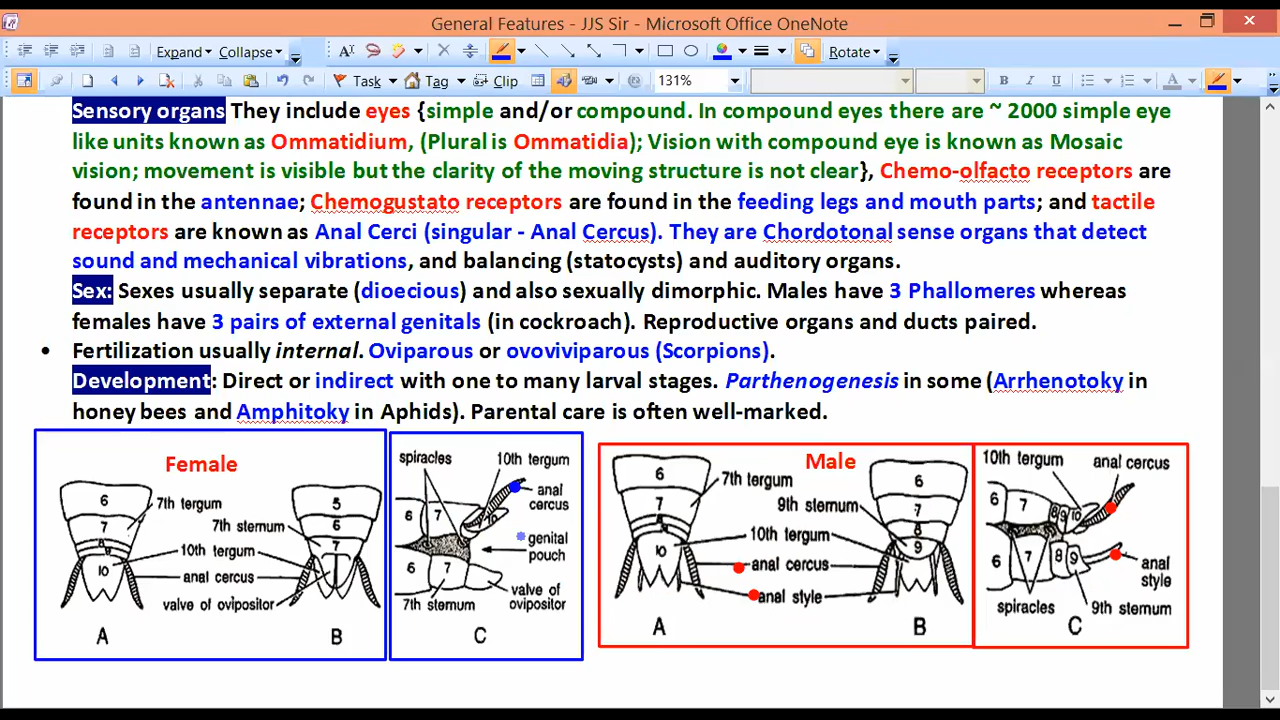 General Features - JJS Sir - Microsoft Office OneNote
Expand Collapse Rotate
Task Tag Clip 131% B I U A
Sensory organs They include eyes {simple and/or compound. In compound eyes there are ~ 2000 simple eye
like units known as Ommatidium, (Plural is Ommatidia); Vision with compound eye is known as Mosaic
vision; movement is visible but the clarity of the moving structure is not clear}, Chemo-olfacto receptors are
found in the antennae; Chemogustato receptors are found in the feeding legs and mouth parts; and tactile
receptors are known as Anal Cerci (singular - Anal Cercus). They are Chordotonal sense organs that detect
sound and mechanical vibrations, and balancing (statocysts) and auditory organs.
Sex: Sexes usually separate (dioecious) and also sexually dimorphic. Males have 3 Phallomeres whereas
females have 3 pairs of external genitals (in cockroach). Reproductive organs and ducts paired.
• Fertilization usually internal. Oviparous or ovoviviparous (Scorpions).
Development: Direct or indirect with one to many larval stages. Parthenogenesis in some (Arrhenotoky in
honey bees and Amphitoky in Aphids). Parental care is often well-marked.
Female
6
7
8
9
10
7th tergum
7th sternum
10th tergum
anal cercus
valve of ovipositor
5
6
7
A
B
spiracles
10th tergum
anal cercus
genital pouch
6
7
10
6
7
7th sternum
valve of ovipositor
C
Male
6
7
8
9
10
7th tergum
9th sternum
10th tergum
anal cercus
anal style
6
7
8
9
A
B
10th tergum
anal cercus
6
7
8
9
10
6
7
8
9
anal style
spiracles
9th sternum
C